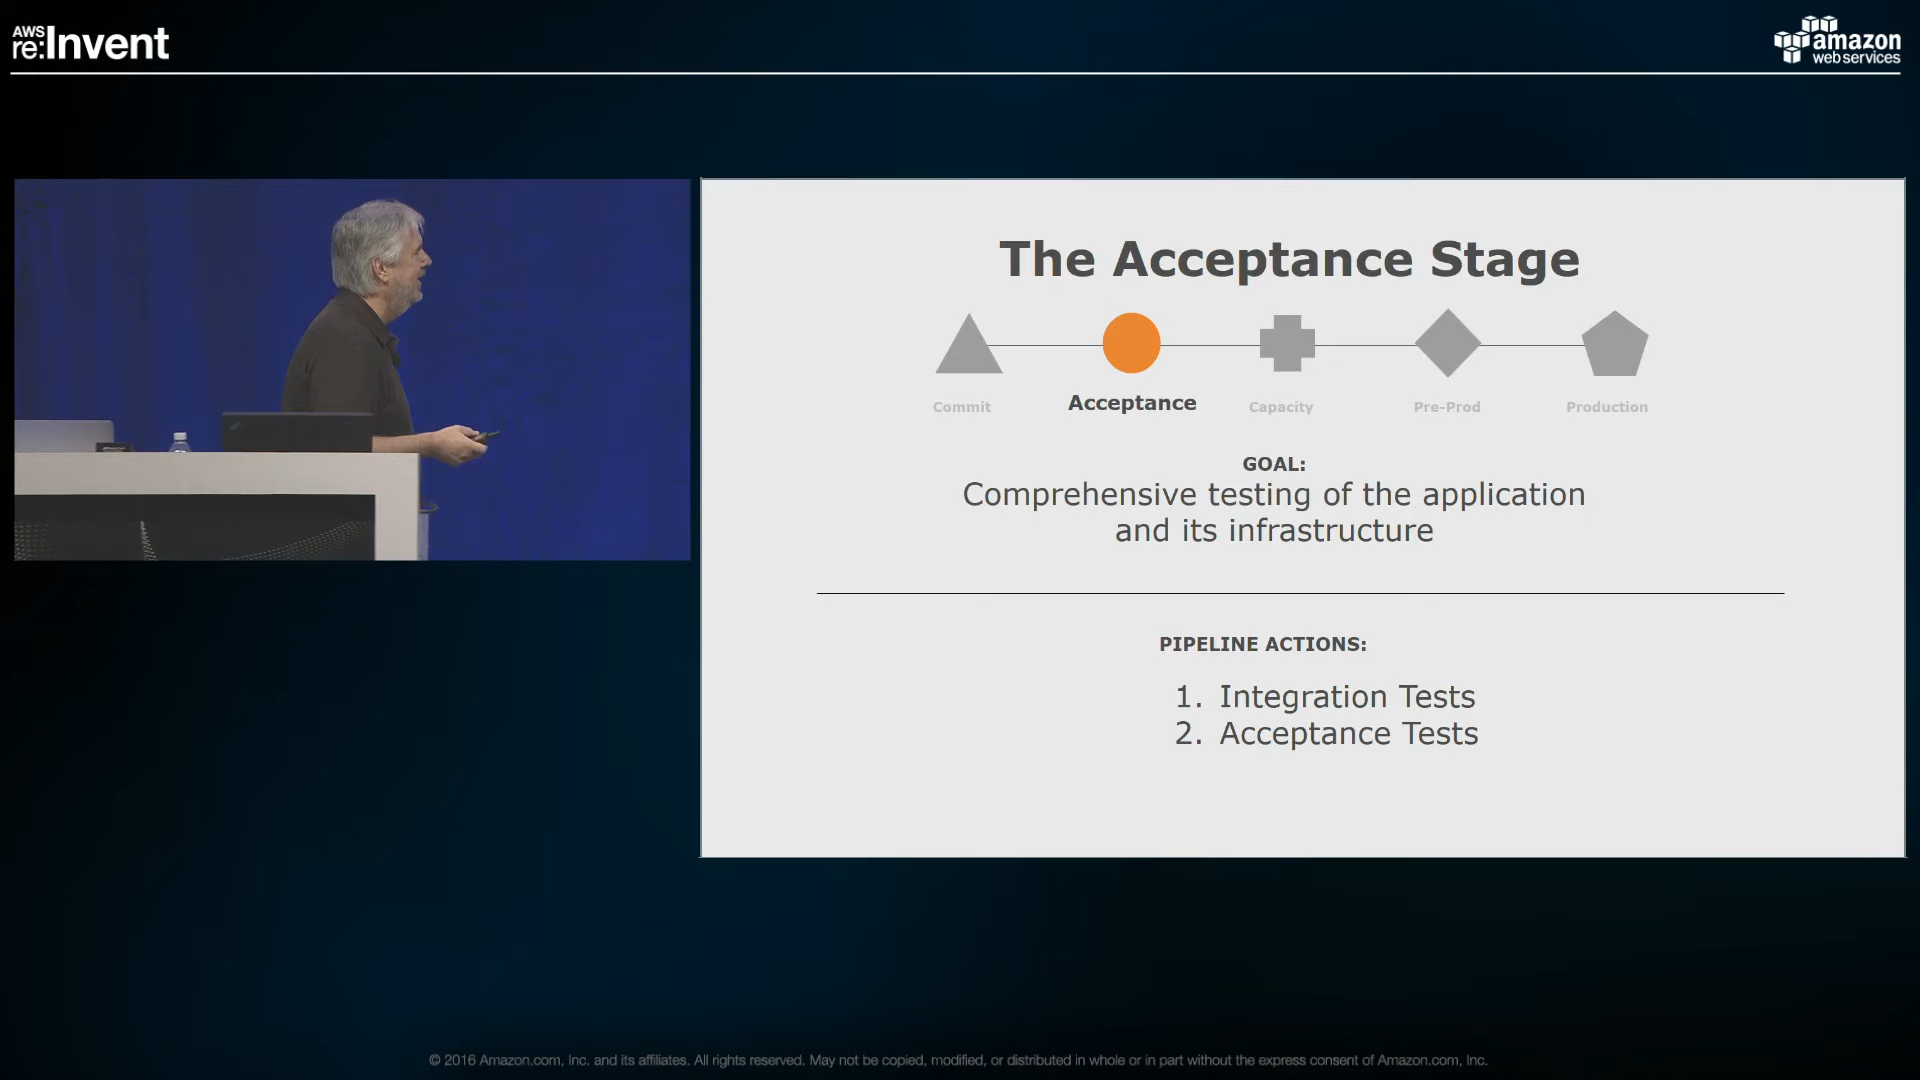 AWS
re:Invent
amazon
webservices
The Acceptance Stage
Commit
Acceptance
Capacity
Pre-Prod
Production
GOAL:
Comprehensive testing of the application
and its infrastructure
PIPELINE ACTIONS:
1. Integration Tests
2. Acceptance Tests
© 2016 Amazon.com, Inc. and its affiliates. All rights reserved. May not be copied, modified, or distributed in whole or in part without the express consent of Amazon.com, Inc.